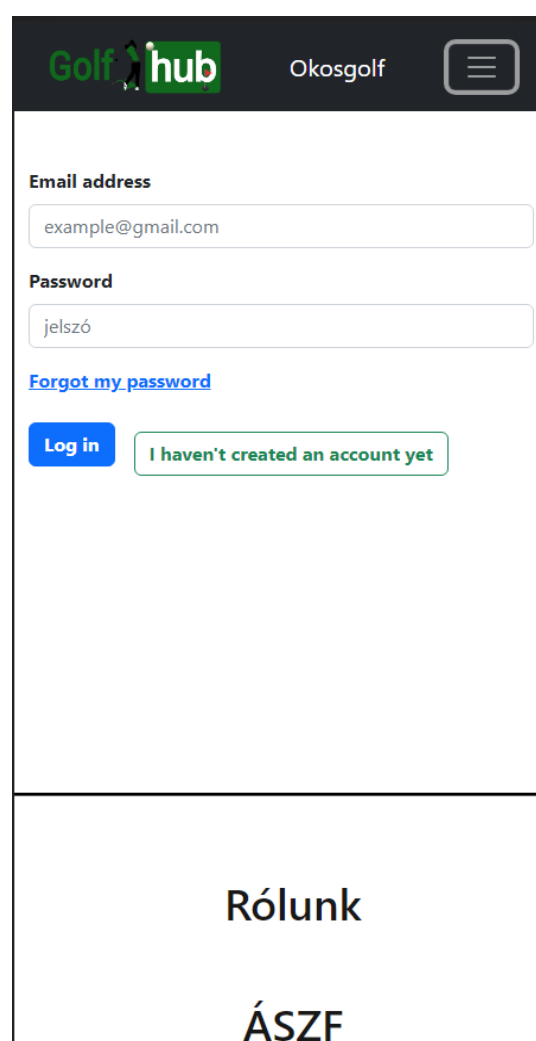 Golf hub Okosgolf
Email address
example@gmail.com
Password
jelszó
Forgot my password
Log in I haven't created an account yet
Rólunk
ÁSZF